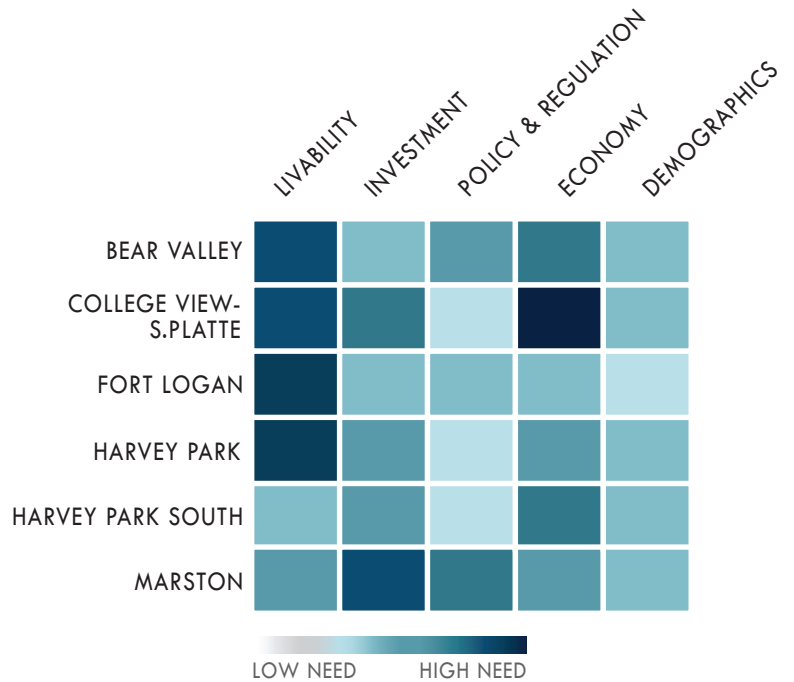 LIVABILITY
INVESTMENT
POLICY & REGULATION
ECONOMY
DEMOGRAPHICS
BEAR VALLEY
COLLEGE VIEW-
S.PLATTE
FORT LOGAN
HARVEY PARK
HARVEY PARK SOUTH
MARSTON
LOW NEED
HIGH NEED